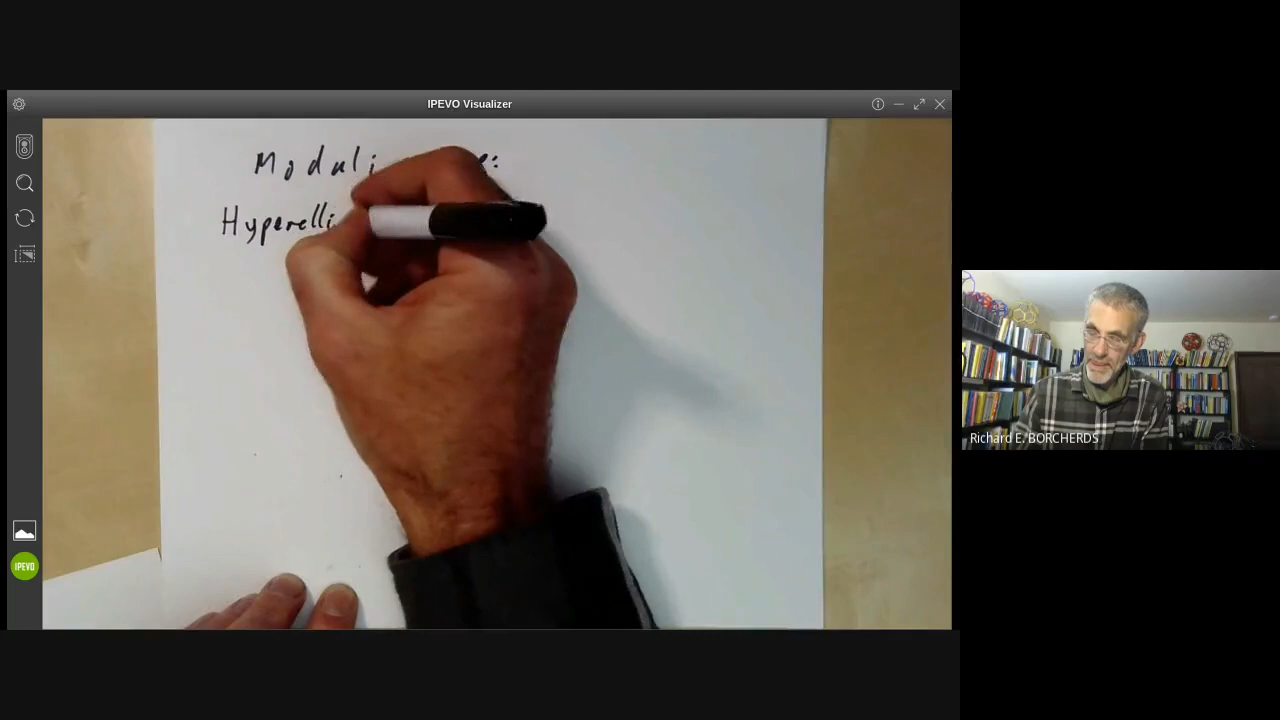 IPEVO Visualizer
Moduli
Hyperelli
IPEVO
Richard E. BORCHERDS